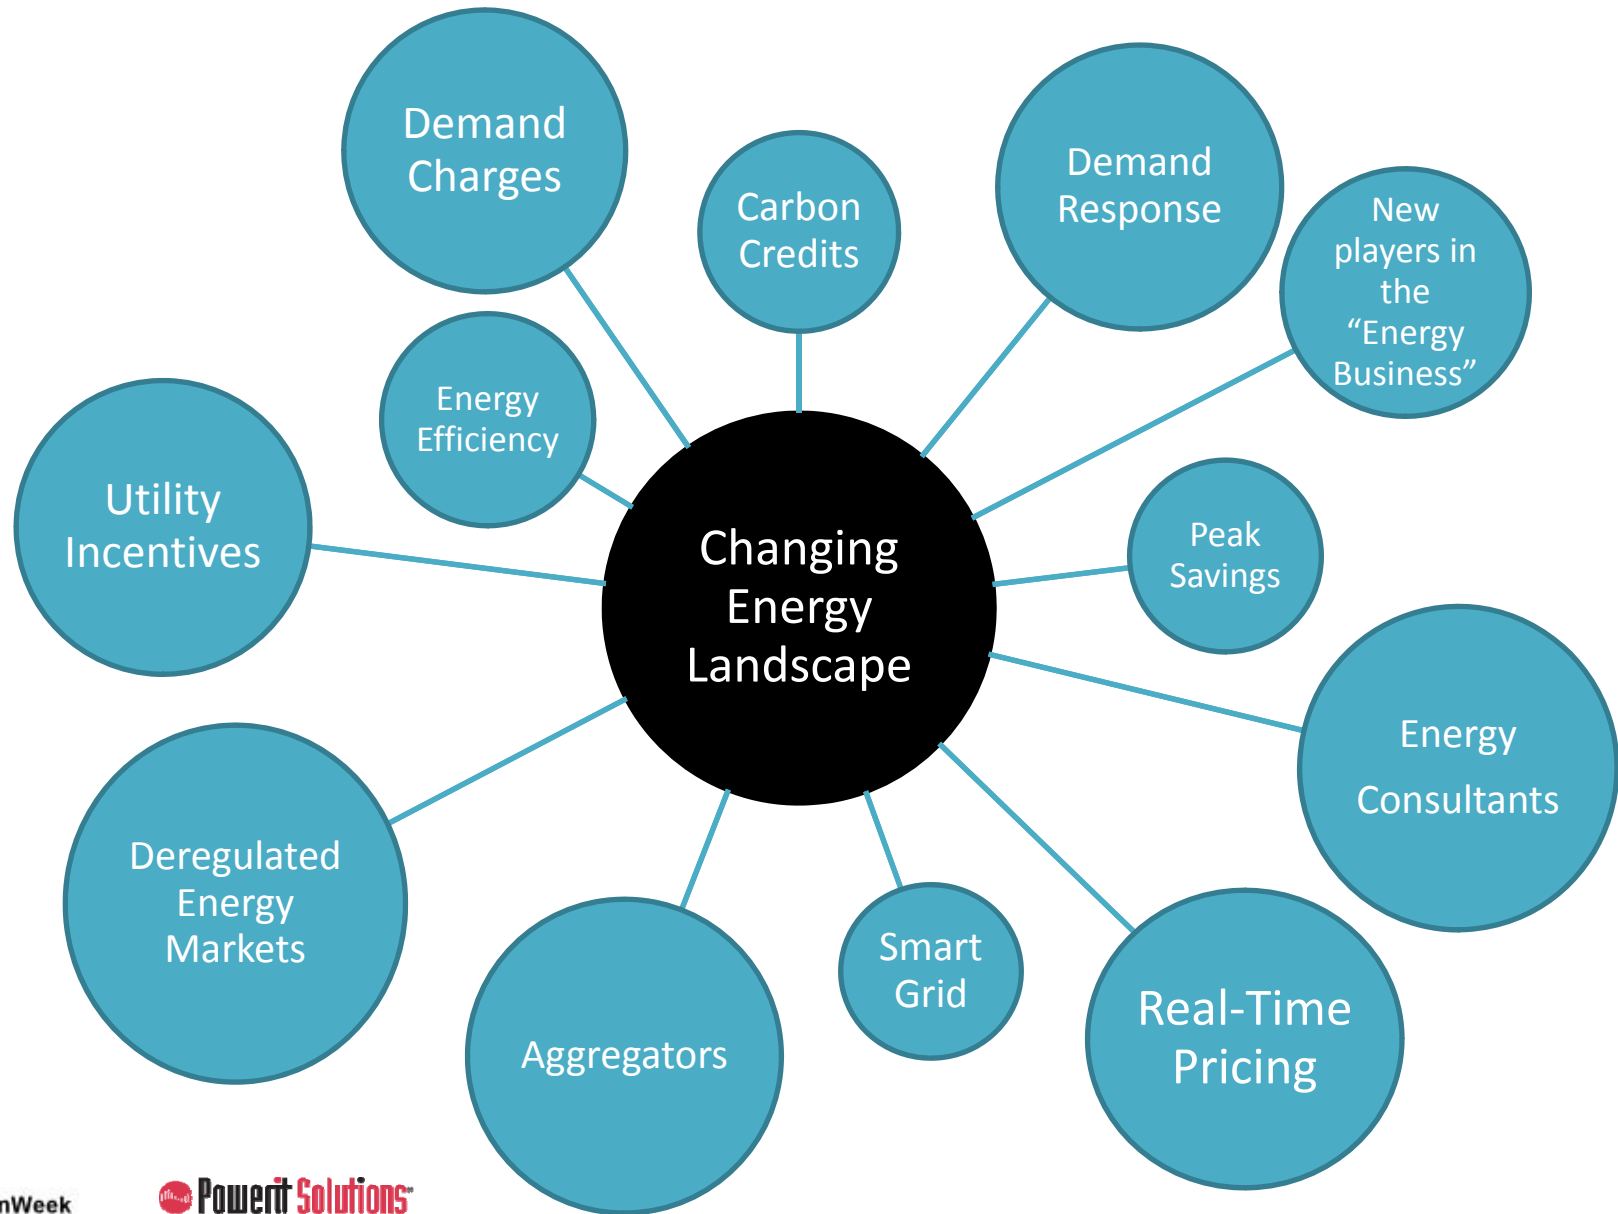 Demand
Charges
Carbon
Credits
Demand
Response
New
players in
the
“Energy
Business”
Energy
Efficiency
Utility
Incentives
Changing
Energy
Landscape
Peak
Savings
Energy
Consultants
Deregulated
Energy
Markets
Aggregators
Smart
Grid
Real-Time
Pricing
nWeek
Powerit Solutions